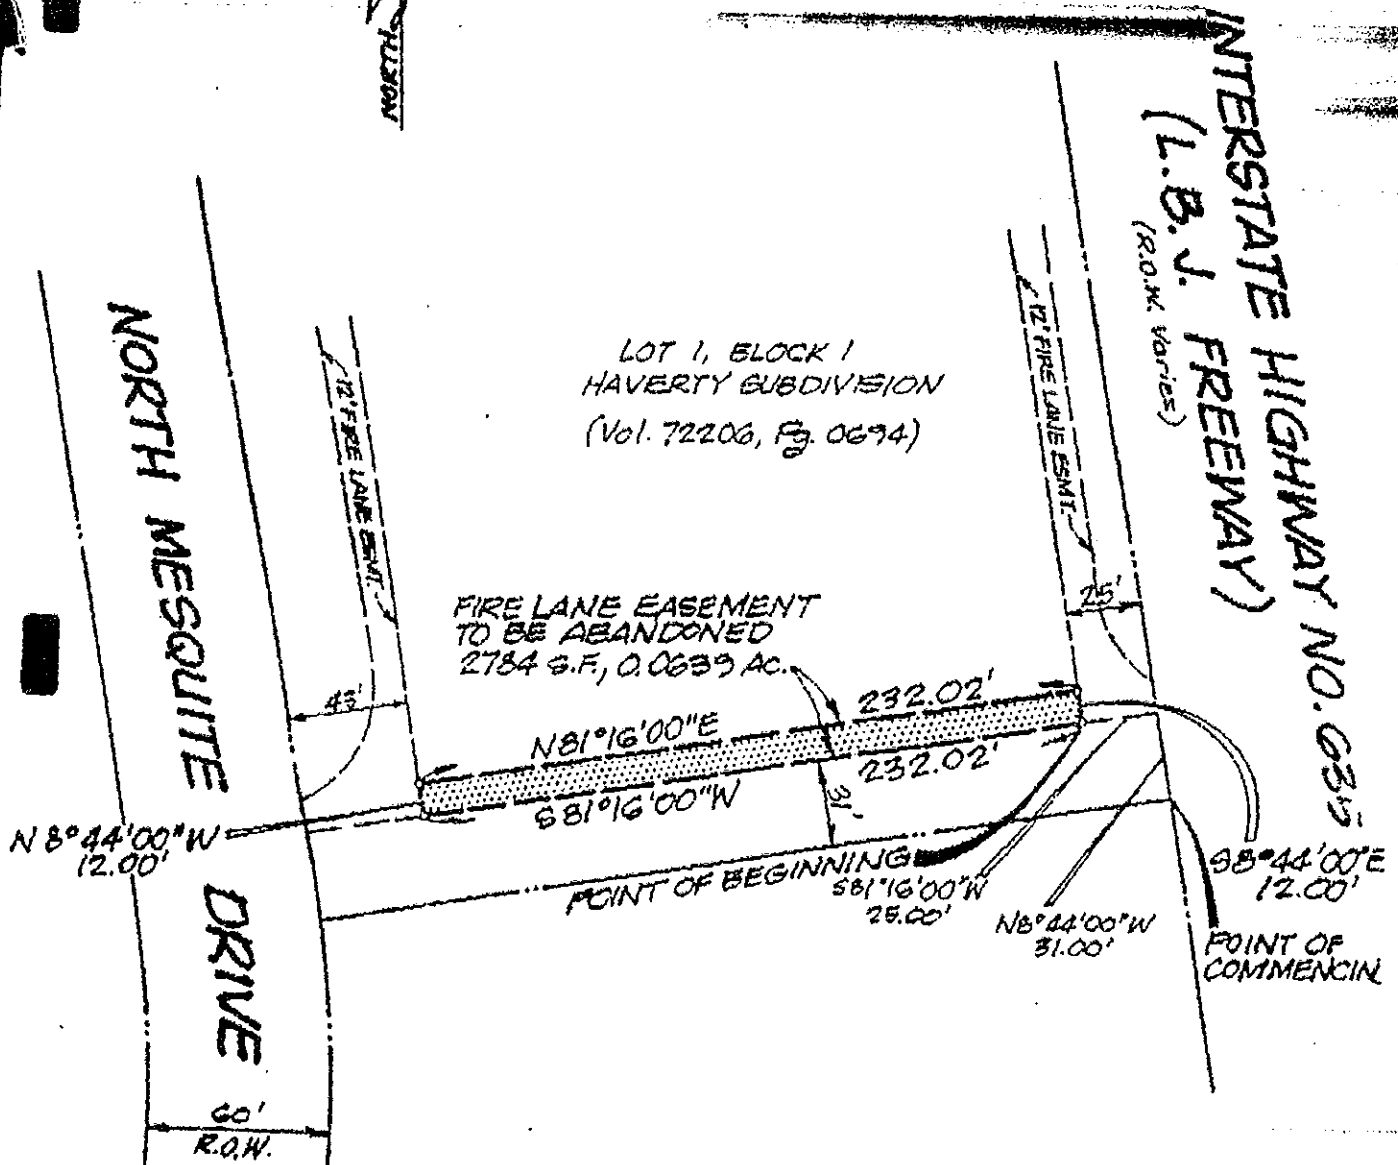 NORTH
INTERSTATE HIGHWAY NO. 635
(L.B.J. FREEWAY)
(R.O.W. Varies)
NORTH MESQUITE DRIVE
12' FIRE LANE ESMT.
LOT 1, BLOCK 1
HAVERTY SUBDIVISION
(Vol. 72206, Pg. 0694)
12' FIRE LANE ESMT.
FIRE LANE EASEMENT
TO BE ABANDONED
2784 S.F., 0.0639 AC.
25'
43'
232.02'
N81°16'00"E
232.02'
S81°16'00"W
31'
N 8°44'00"W
12.00'
POINT OF BEGINNING
S81°16'00"W
25.00'
N8°44'00"W
31.00'
S8°44'00"E
12.00'
POINT OF
COMMENCIN
60'
R.O.W.